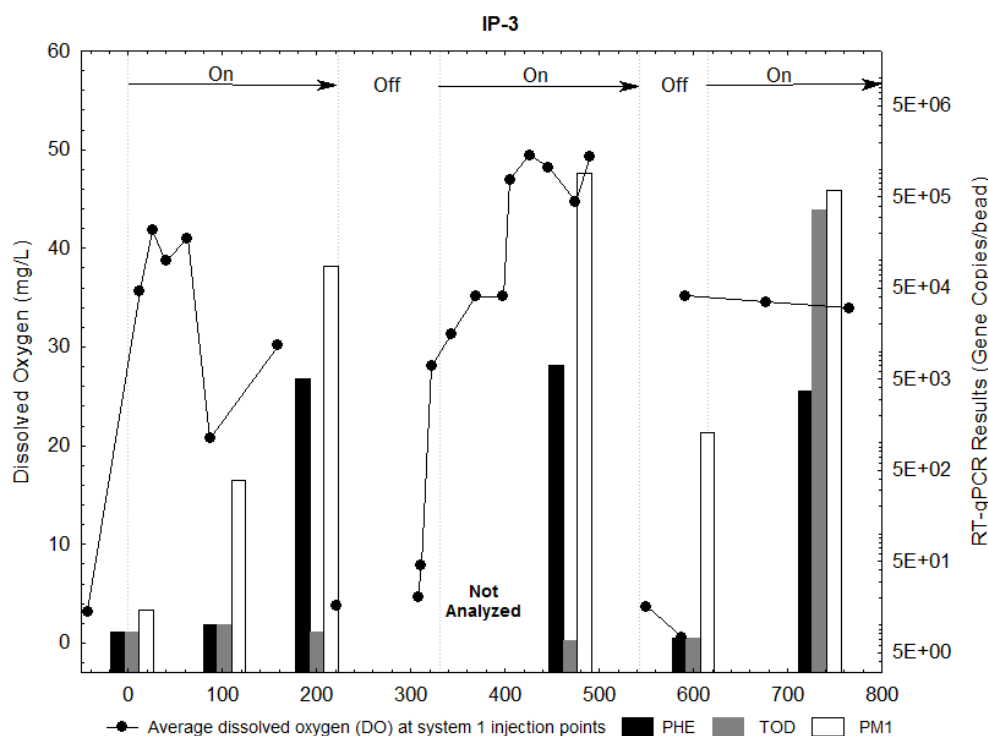 IP-3
60
50
40
30
20
10
0
Dissolved Oxygen (mg/L)
On
Off
On
Off
On
Not
Analyzed
5E+06
5E+05
5E+04
5E+03
5E+02
5E+01
5E+00
RT-qPCR Results (Gene Copies/bead)
0 100 200 300 400 500 600 700 800
Average dissolved oxygen (DO) at system 1 injection points PHE TOD PM1